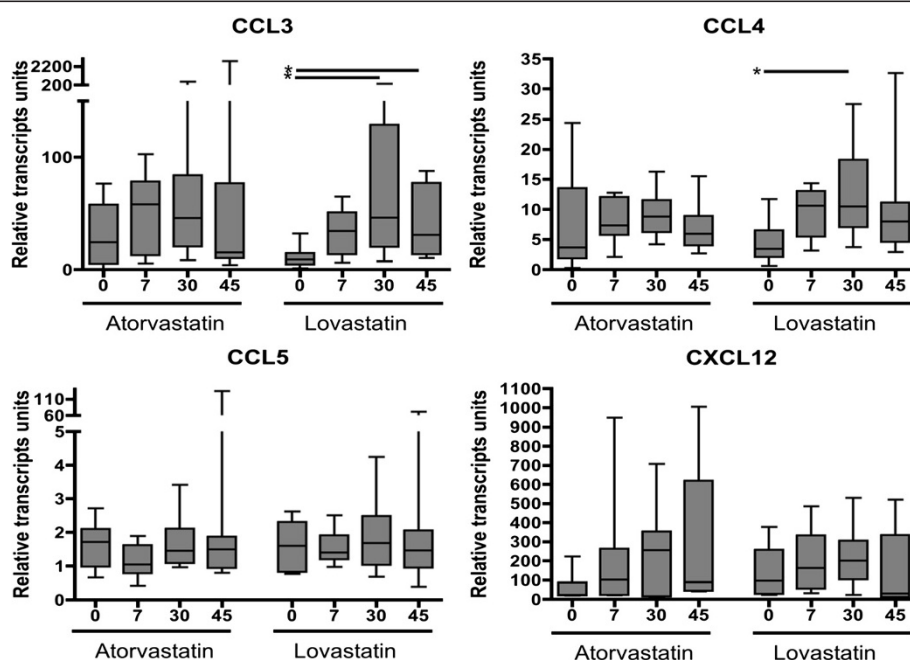 CCL3
Relative transcripts units
2200
200
100
0
*
*
0 7 30 45 0 7 30 45
Atorvastatin Lovastatin
CCL4
Relative transcripts units
35
30
25
20
15
10
5
0
*
0 7 30 45 0 7 30 45
Atorvastatin Lovastatin
CCL5
Relative transcripts units
110
60
5
4
3
2
1
0
0 7 30 45 0 7 30 45
Atorvastatin Lovastatin
CXCL12
Relative transcripts units
1100
1000
900
800
700
600
500
400
300
200
100
0
0 7 30 45 0 7 30 45
Atorvastatin Lovastatin